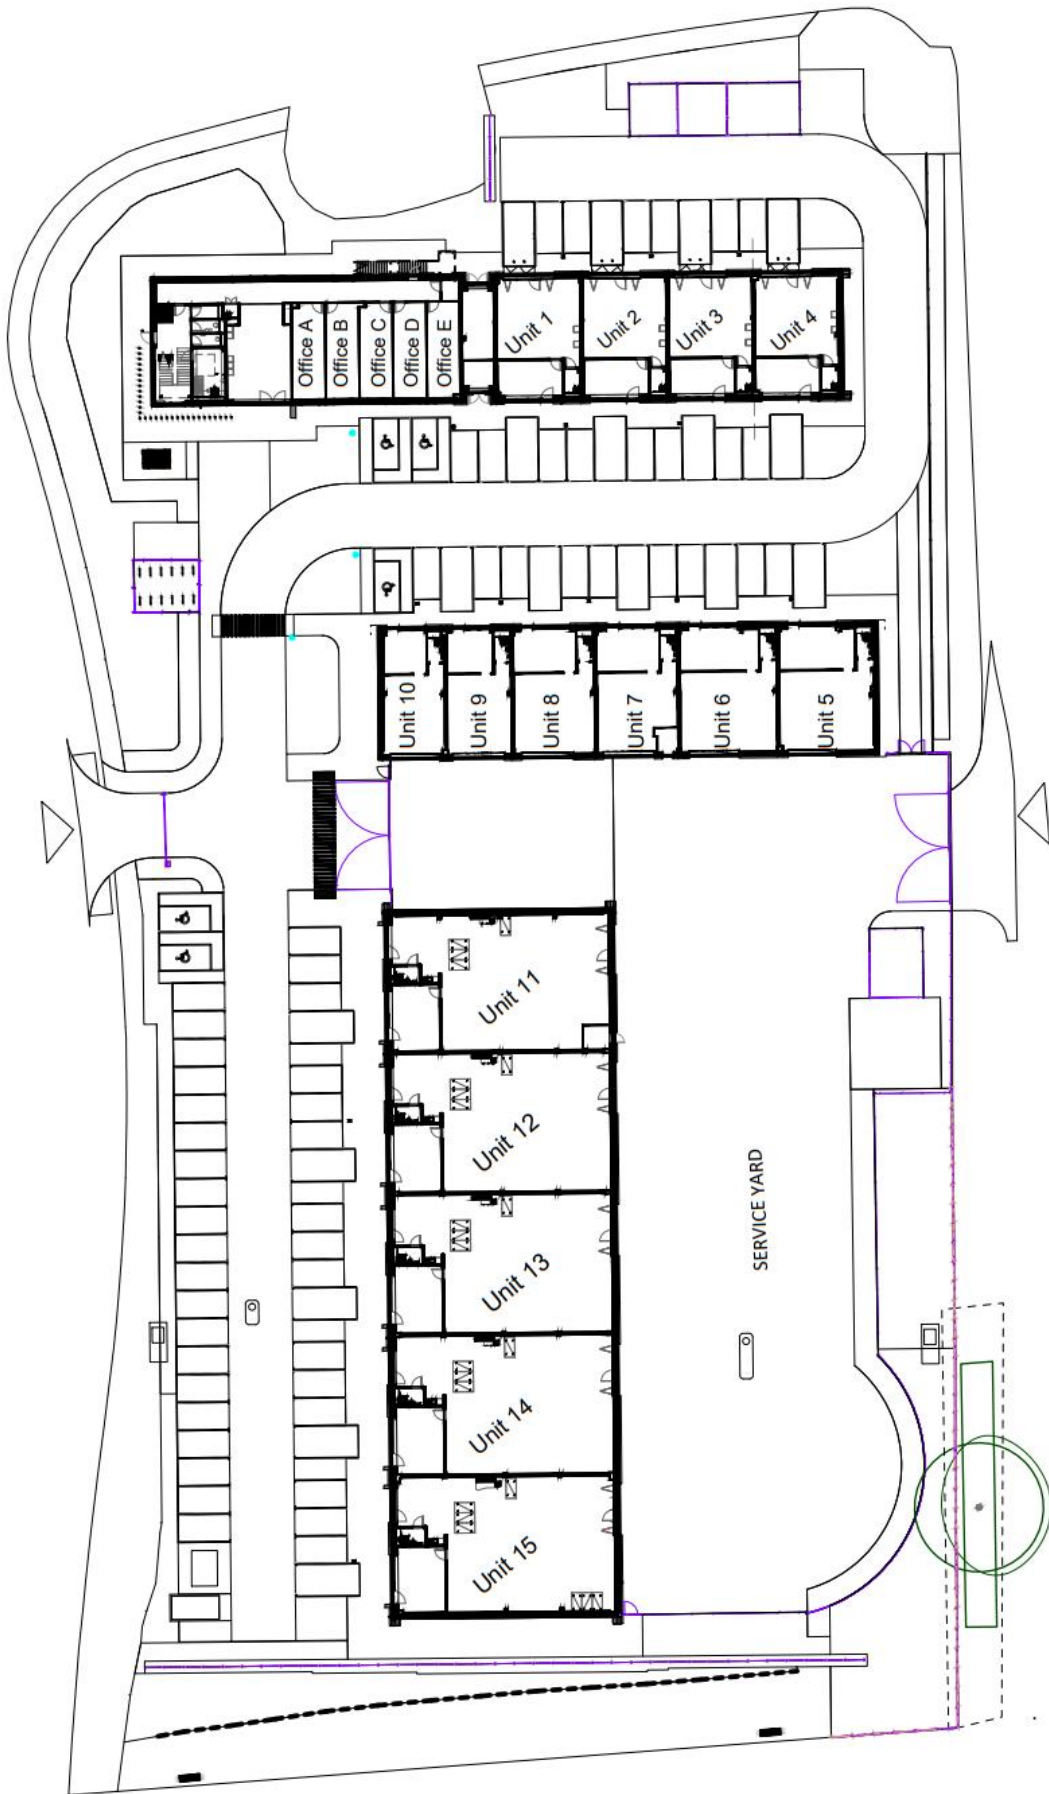 Office A
Office B
Office C
Office D
Office E
Unit 1
Unit 2
Unit 3
Unit 4
Unit 10
Unit 9
Unit 8
Unit 7
Unit 6
Unit 5
Unit 11
Unit 12
SERVICE YARD
Unit 13
Unit 14
Unit 15